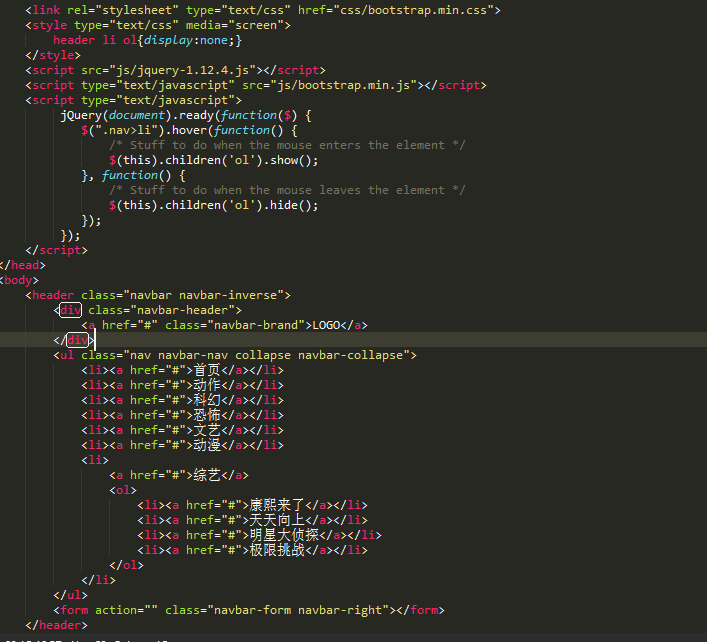 <link rel="stylesheet" type="text/css" href="css/bootstrap.min.css">
<style type="text/css" media="screen">
header li ol{display:none;}
</style>
<script src="js/jquery-1.12.4.js"></script>
<script type="text/javascript" src="js/bootstrap.min.js"></script>
<script type="text/javascript">
jQuery(document).ready(function($) {
$(".nav>li").hover(function() {
/* Stuff to do when the mouse enters the element */
$(this).children('ol').show();
}, function() {
/* Stuff to do when the mouse leaves the element */
$(this).children('ol').hide();
});
});
</script>
</head>
<body>
<header class="navbar navbar-inverse">
<div class="navbar-header">
<a href="#" class="navbar-brand">LOGO</a>
</div>
<ul class="nav navbar-nav collapse navbar-collapse">
<li><a href="#">首页</a></li>
<li><a href="#">动作</a></li>
<li><a href="#">科幻</a></li>
<li><a href="#">恐怖</a></li>
<li><a href="#">文艺</a></li>
<li><a href="#">动漫</a></li>
<li>
<a href="#">综艺</a>
<ol>
<li><a href="#">康熙来了</a></li>
<li><a href="#">天天向上</a></li>
<li><a href="#">明星大侦探</a></li>
<li><a href="#">极限挑战</a></li>
</ol>
</li>
</ul>
<form action="" class="navbar-form navbar-right"></form>
</header>